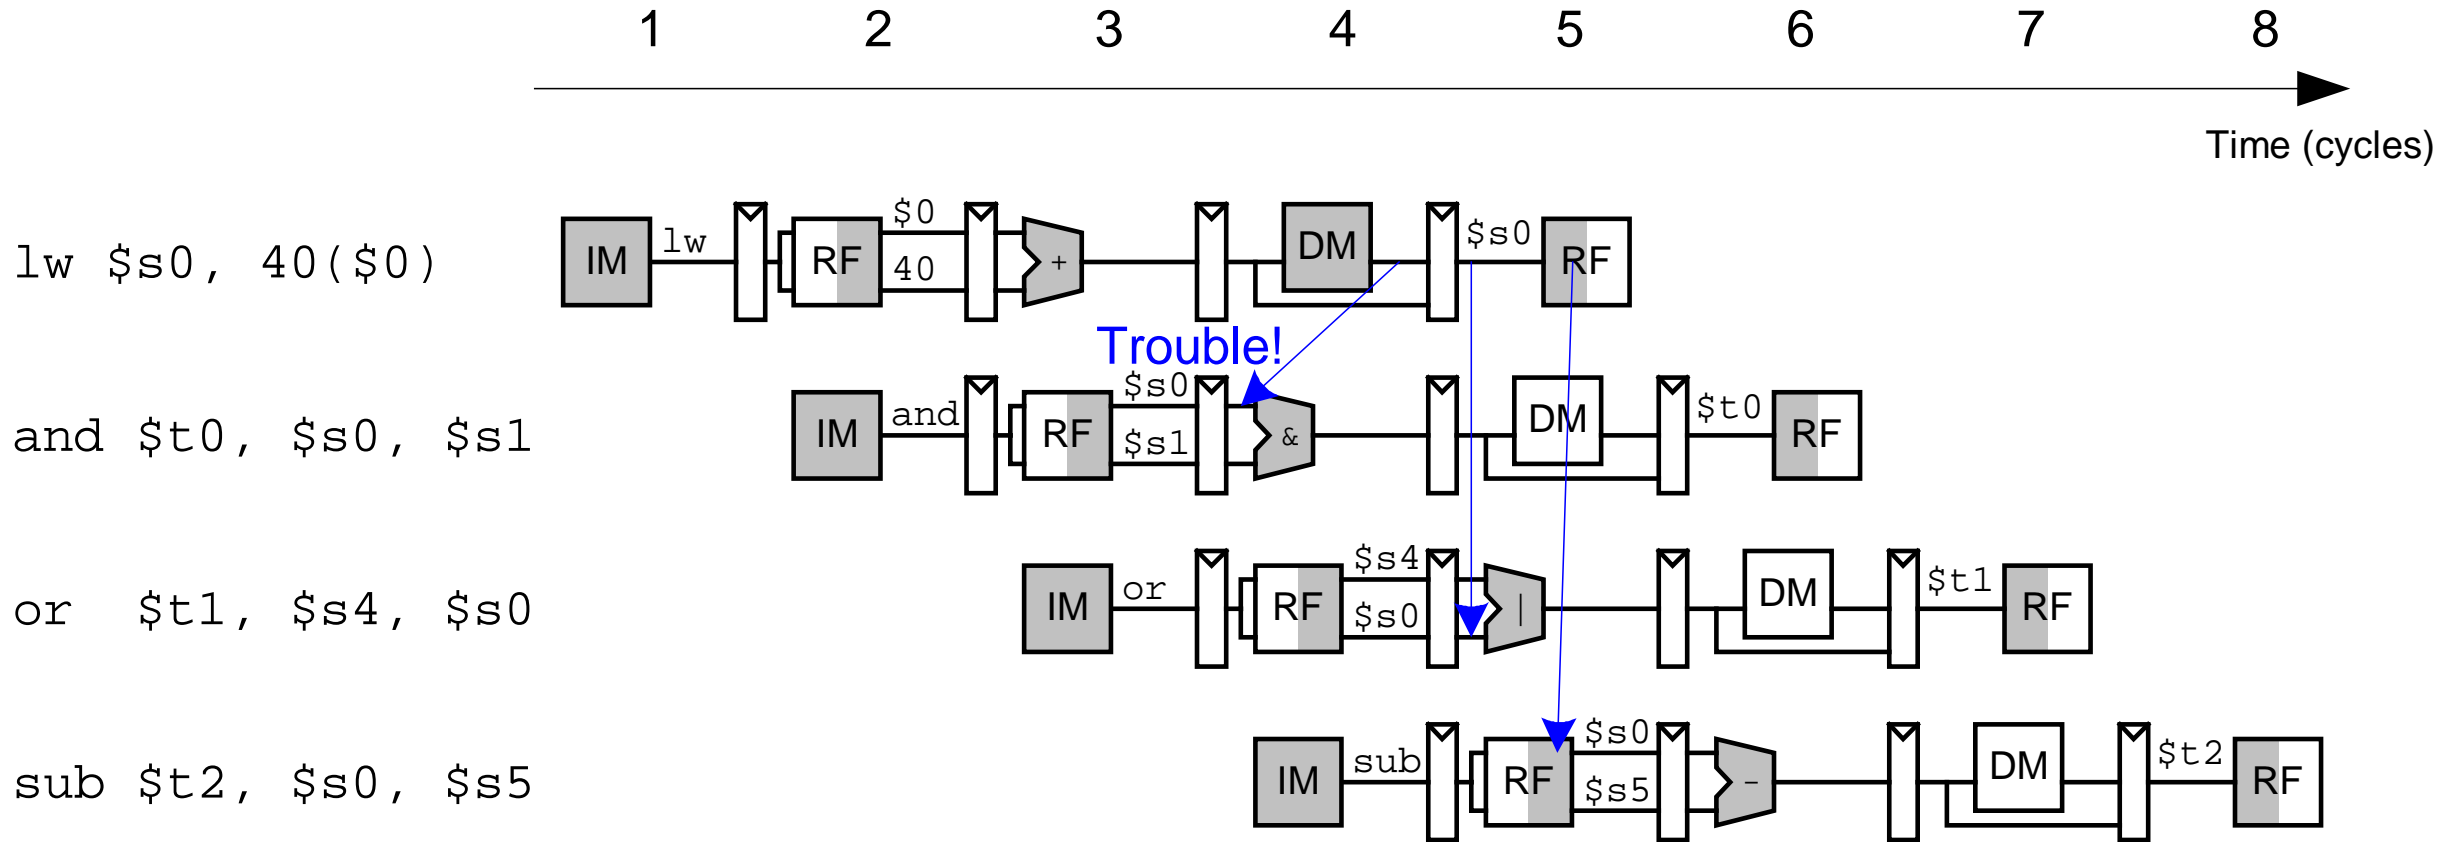 1 2 3 4 5 6 7 8
Time (cycles)
lw $s0, 40($0) IM lw RF $0 40 + DM $s0 RF
Trouble!
and $t0, $s0, $s1 IM and RF $s0 $s1 & DM $t0 RF
or $t1, $s4, $s0 IM or RF $s4 $s0 | DM $t1 RF
sub $t2, $s0, $s5 IM sub RF $s0 $s5 - DM $t2 RF